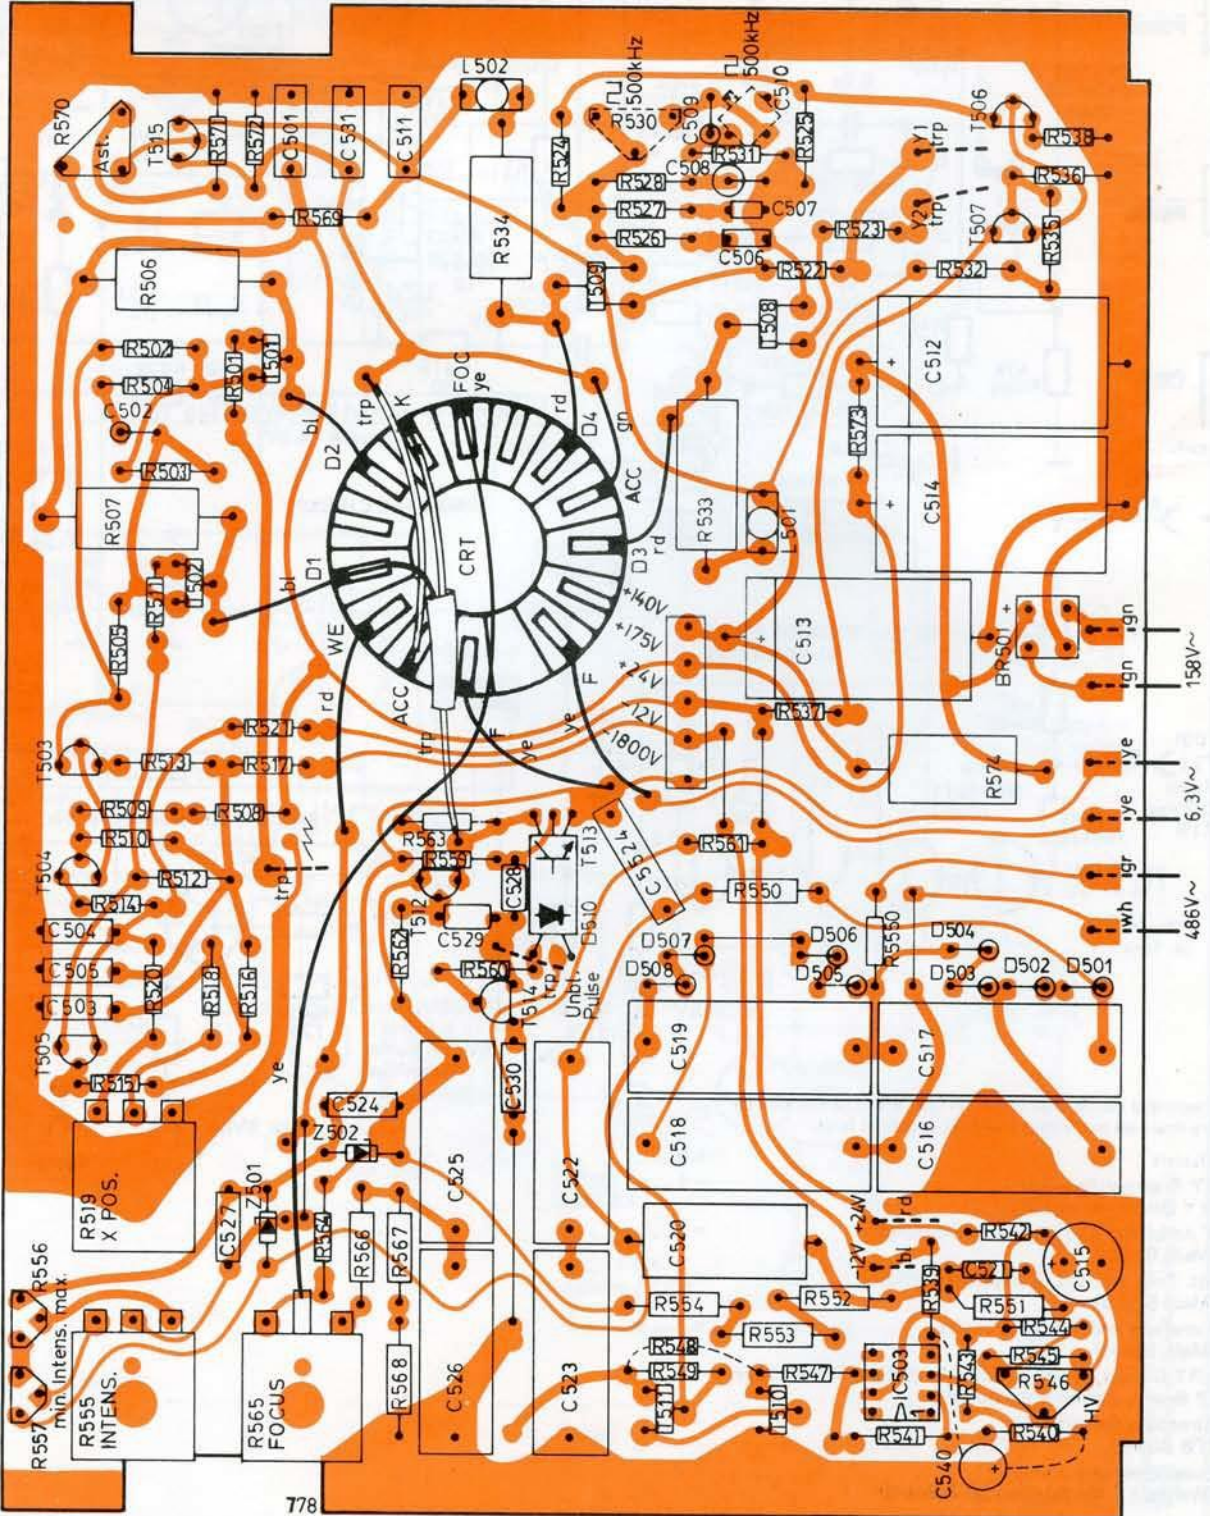 R570
Ast.
T515
R571
R572
C501
C531
C511
L502
R569
R534
R524
500kHz
R530
500kHz
C509
C510
R531
C508
R525
R528
R527
C507
R526
C506
T509
R523
R522
Y1
trp
Y2
trp
T506
R538
R536
T507
R535
R532
T508
R506
R502
R504
R501
T501
C502
R503
R507
R511
T502
R505
bl
D2
trp
K
FOC
ye
rd
D4
gn
ACC
CRT
D3
rd
bl
D1
WE
rd
ACC
trp
F
ye
ye
F
R533
L501
R573
C512
C514
C513
BR501
+140V
+175V
+24V
-12V
-1800V
R537
R574
gn
gn
158V~
ye
ye
6,3V~
gr
wh
486V~
T503
R513
R521
R517
R509
R508
R510
T504
R512
R514
trp
C504
C505
C503
R520
R518
R516
T505
R515
R563
R559
T512
C528
T513
D510
C529
R562
R560
T514
trp
Unbl.
Pulse
C5524
R561
R550
D507
D508
D506
D505
R5550
D504
D503
D502
D501
C530
C519
C517
C518
C516
ye
C524
Z502
C525
C522
R519
X POS.
C527
Z501
R564
R566
R567
C520
-12V
+24V
rd
bl
R542
C515
R539
C521
R551
R544
R556
R557
min. Intens. max.
R555
INTENS.
R565
FOCUS
R568
C526
C523
R554
R552
R553
R548
R549
T511
T510
R547
IC503
1
R541
R543
R545
R546
HV
R540
C540
778